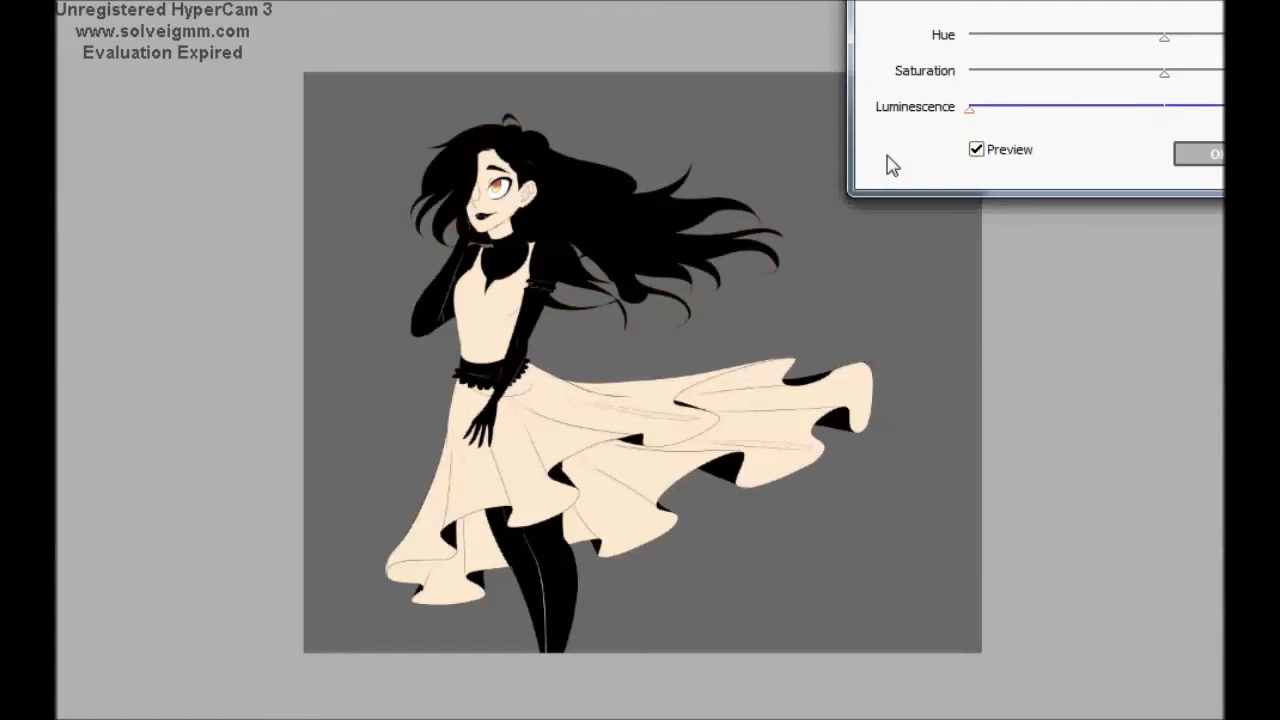 Unregistered HyperCam 3
www.solveigmm.com
Evaluation Expired
Hue
Saturation
Luminescence
Preview